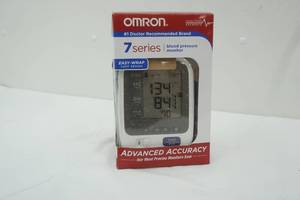 OMRON
#1 Doctor Recommended Brand
7 series blood pressure
monitor
EASY-WRAP
134
84
70
ADVANCED ACCURACY
Our Most Precise Monitors Ever